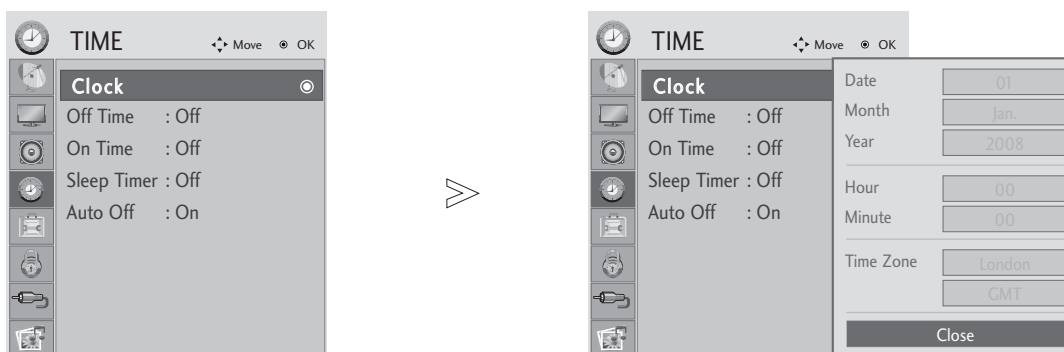 TIME Move OK
Clock
Off Time : Off
On Time : Off
Sleep Timer : Off
Auto Off : On
TIME Move OK
Clock
Off Time : Off
On Time : Off
Sleep Timer : Off
Auto Off : On
Date 01
Month Jan.
Year 2008
Hour 00
Minute 00
Time Zone London
GMT
Close